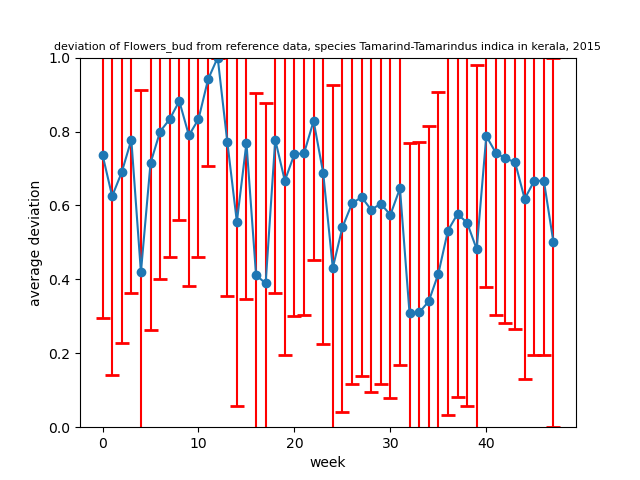 deviation of Flowers_bud from reference data, species Tamarind-Tamarindus indica in kerala, 2015
1.0
0.8
0.6
0.4
0.2
0.0
average deviation
0 10 20 30 40
week